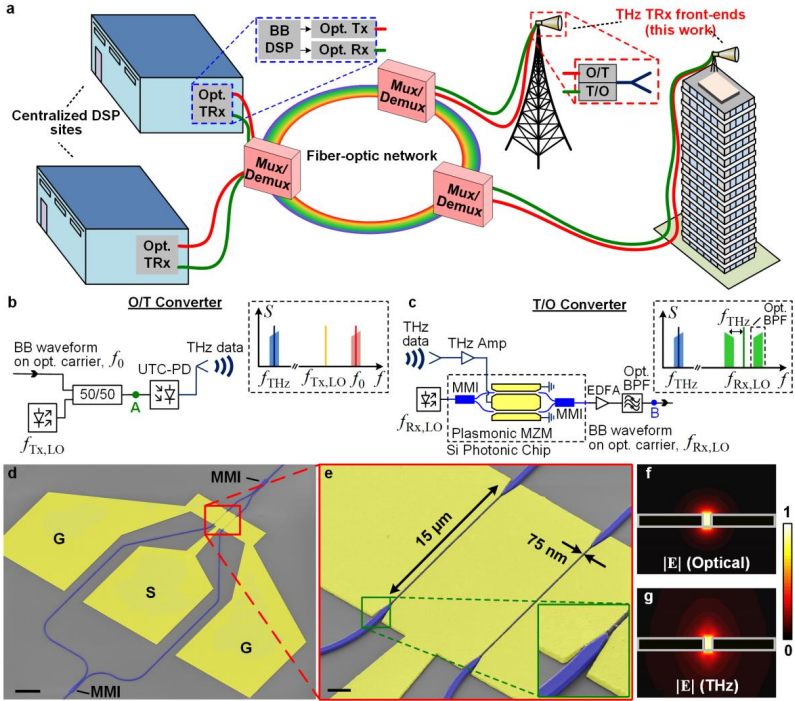 a
THz TRx front-ends
(this work)
BB
DSP
Opt. Tx
Opt. Rx
O/T
T/O
Opt.
TRx
Mux/
Demux
Centralized DSP
sites
Fiber-optic network
Mux/
Demux
Mux/
Demux
Opt.
TRx
b
O/T Converter
BB waveform
on opt. carrier, f0
50/50
A
UTC-PD
THz data
fTx,LO
S
fTHz
fTx,LO
f0
f
c
T/O Converter
THz
data
THz Amp
fRx,LO
MMI
MMI
Plasmonic MZM
Si Photonic Chip
EDFA
Opt.
BPF
B
BB waveform
on opt. carrier, fRx,LO
S
fTHz
Opt.
BPF
fTHz
fRx,LO
f
d
MMI
G
S
G
MMI
e
15 µm
75 nm
f
|E| (Optical)
g
|E| (THz)
1
0